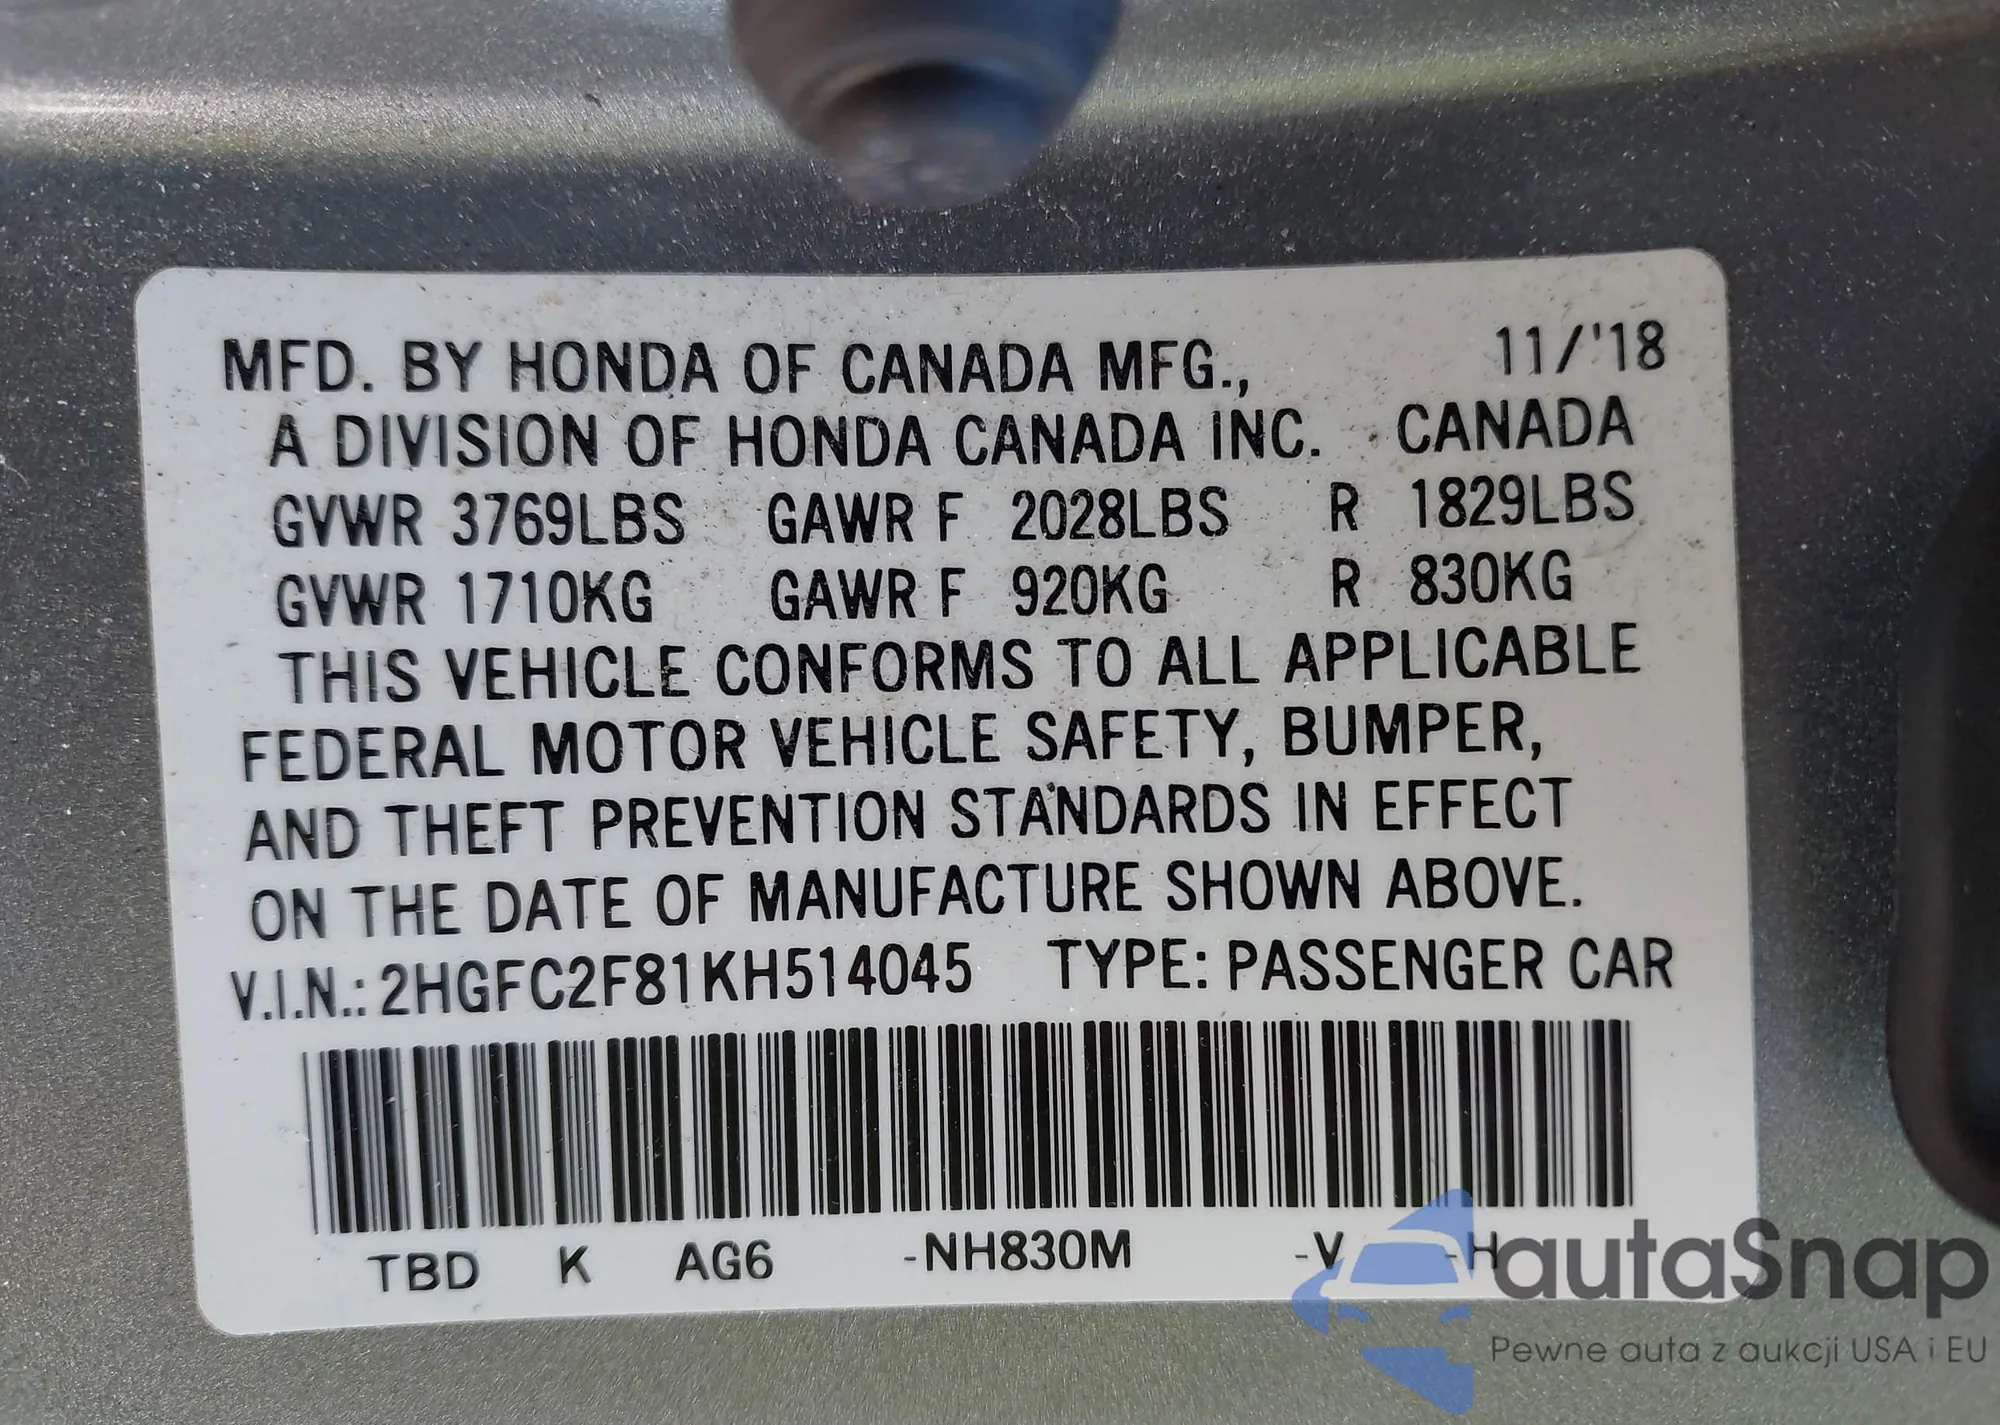 MFD. BY HONDA OF CANADA MFG., 11/'18
A DIVISION OF HONDA CANADA INC. CANADA
GVWR 3769LBS GAWR F 2028LBS R 1829LBS
GVWR 1710KG GAWR F 920KG R 830KG
THIS VEHICLE CONFORMS TO ALL APPLICABLE
FEDERAL MOTOR VEHICLE SAFETY, BUMPER,
AND THEFT PREVENTION STANDARDS IN EFFECT
ON THE DATE OF MANUFACTURE SHOWN ABOVE.
V.I.N.: 2HGFC2F81KH514045 TYPE: PASSENGER CAR
TBD K AG6 -NH830M -V -H
autaSnap
Pewne auta z aukcji USA i EU